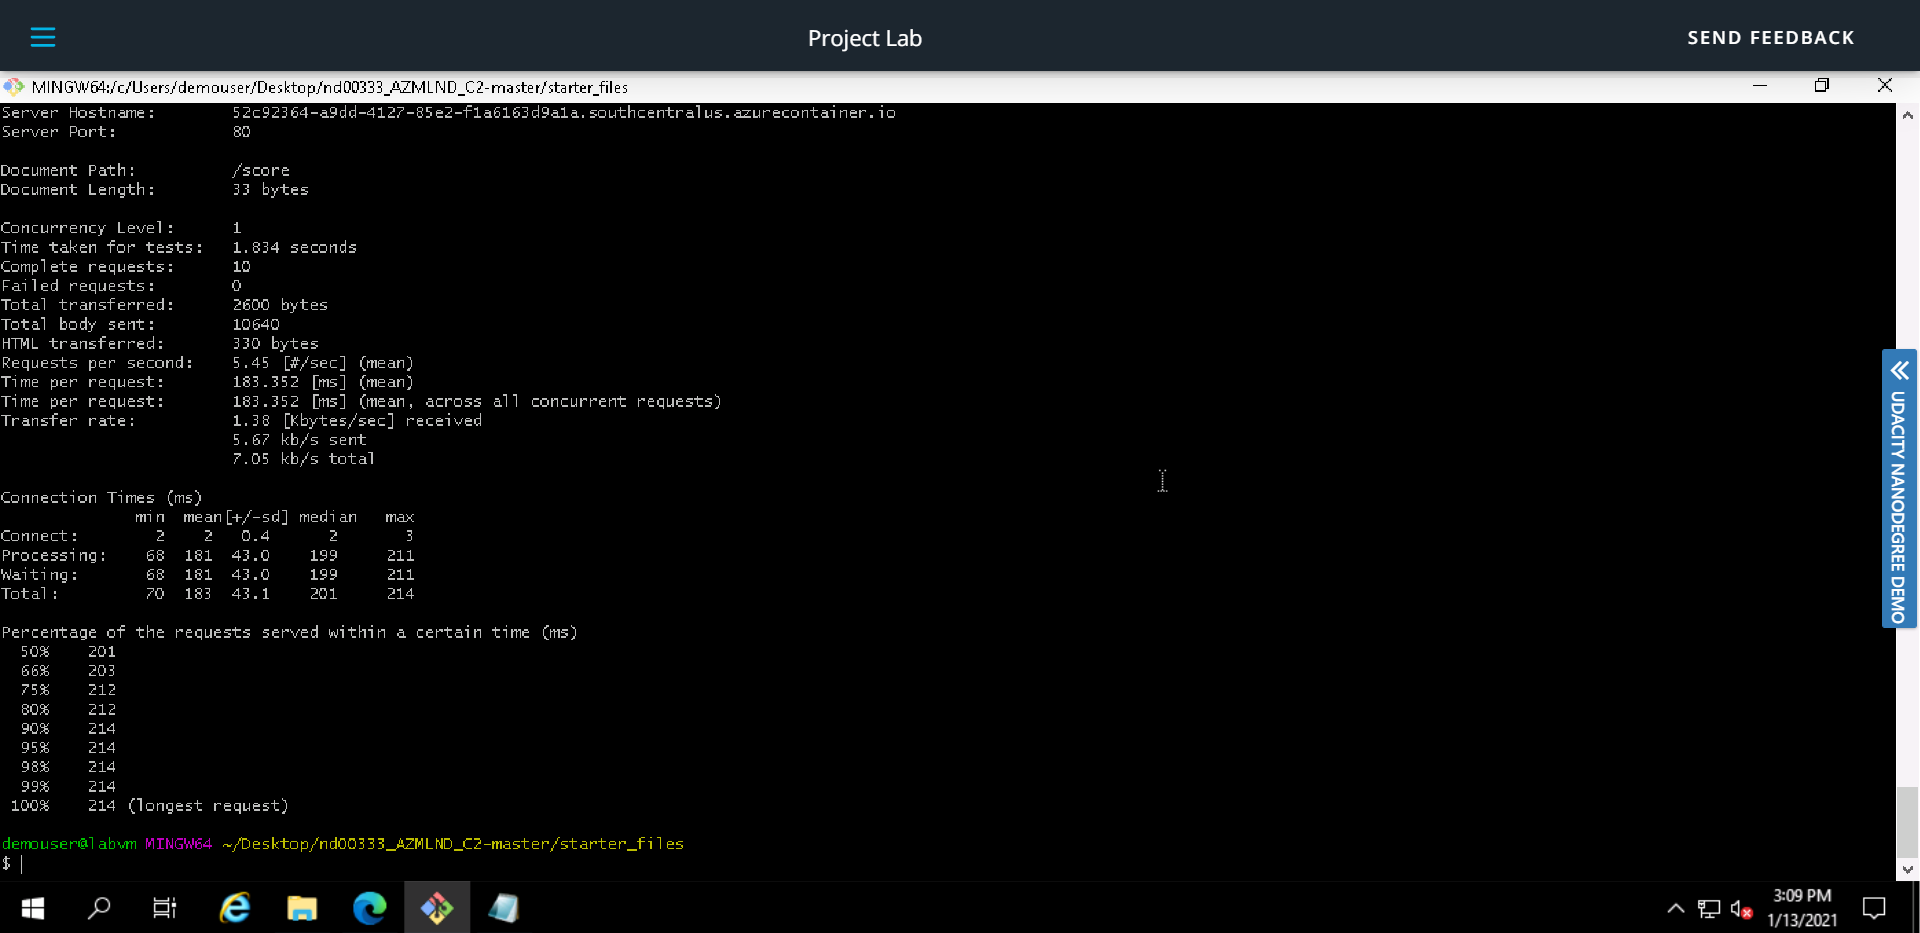 Project Lab
SEND FEEDBACK
MINGW64:/c/Users/demouser/Desktop/nd00333_AZMLND_C2-master/starter_files
Server Hostname: 52c92364-a9dd-4127-85e2-f1a6163d9a1a.southcentralus.azurecontainer.io
Server Port: 80
Document Path: /score
Document Length: 33 bytes
Concurrency Level: 1
Time taken for tests: 1.834 seconds
Complete requests: 10
Failed requests: 0
Total transferred: 2600 bytes
Total body sent: 10640
HTML transferred: 330 bytes
Requests per second: 5.45 [#/sec] (mean)
Time per request: 183.352 [ms] (mean)
Time per request: 183.352 [ms] (mean, across all concurrent requests)
Transfer rate: 1.38 [Kbytes/sec] received
5.67 kb/s sent
7.05 kb/s total
Connection Times (ms)
min mean[+/-sd] median max
Connect: 2 2 0.4 2 3
Processing: 68 181 43.0 199 211
Waiting: 68 181 43.0 199 211
Total: 70 183 43.1 201 214
Percentage of the requests served within a certain time (ms)
50% 201
66% 203
75% 212
80% 212
90% 214
95% 214
98% 214
99% 214
100% 214 (longest request)
demouser@labvm MINGW64 ~/Desktop/nd00333_AZMLND_C2-master/starter_files
$
UDACITY NANODEGREE DEMO
3:09 PM
1/13/2021